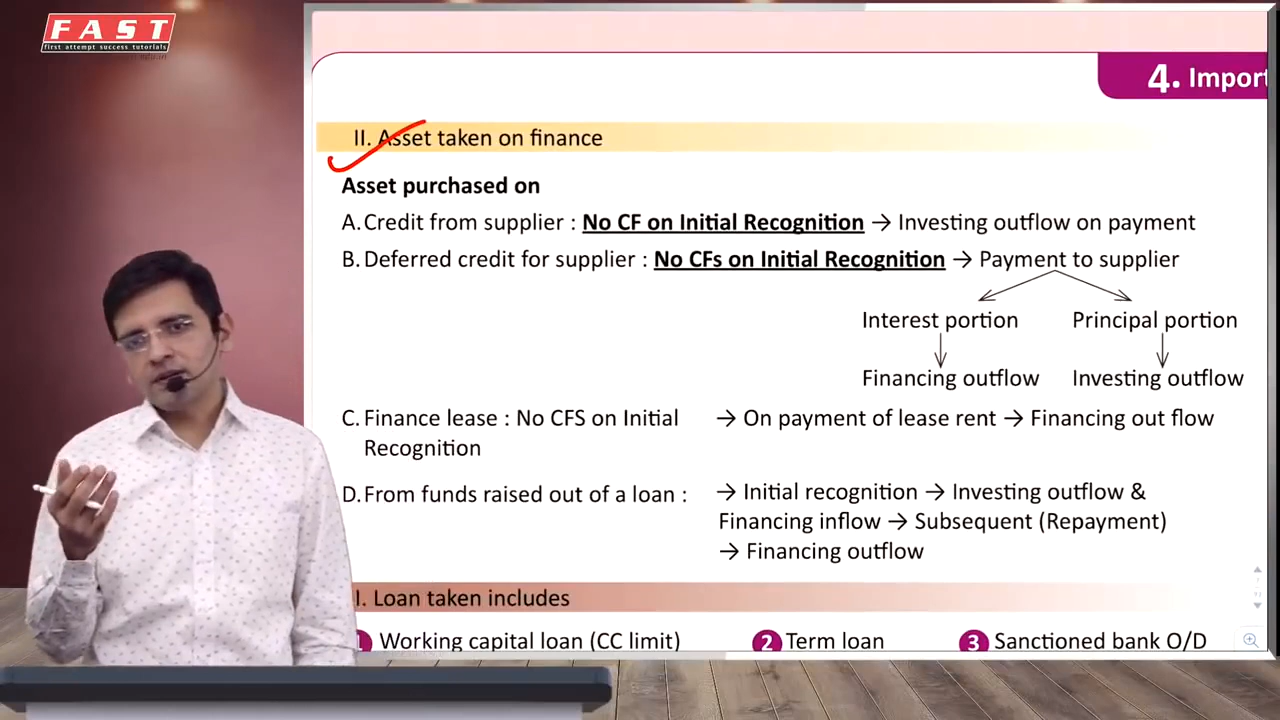 FAST
first attempt success tutorials
4. Import
II. Asset taken on finance
Asset purchased on
A. Credit from supplier : No CF on Initial Recognition → Investing outflow on payment
B. Deferred credit for supplier : No CFs on Initial Recognition → Payment to supplier
Interest portion Principal portion
Financing outflow Investing outflow
C. Finance lease : No CFS on Initial → On payment of lease rent → Financing out flow
Recognition
D. From funds raised out of a loan : → Initial recognition → Investing outflow &
Financing inflow → Subsequent (Repayment)
→ Financing outflow
I. Loan taken includes
1 Working capital loan (CC limit) 2 Term loan 3 Sanctioned bank O/D